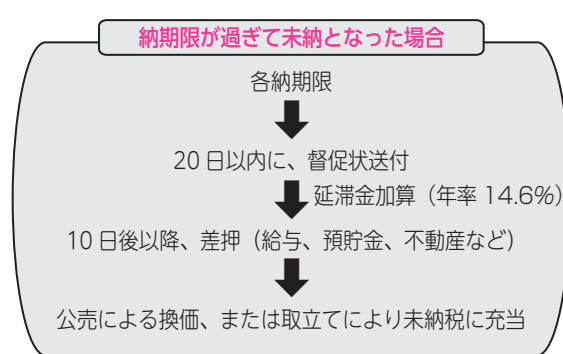 納期限が過ぎて未納となった場合
各納期限
20日以内に、督促状送付
延滞金加算（年率 14.6%）
10日後以降、差押（給与、預貯金、不動産など）
公売による換価、または取立てにより未納税に充当